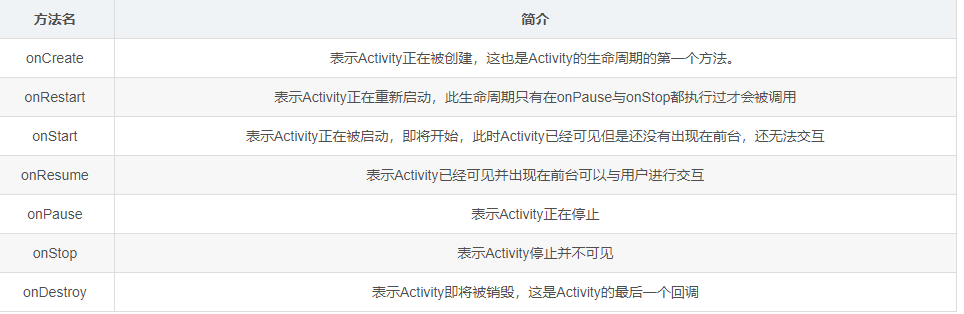 方法名 简介
onCreate 表示Activity正在被创建，这也是Activity的生命周期的第一个方法。
onRestart 表示Activity正在重新启动，此生命周期只有在onPause与onStop都执行过才会被调用
onStart 表示Activity正在被启动，即将开始，此时Activity已经可见但是还没有出现在前台，还无法交互
onResume 表示Activity已经可见并出现在前台可以与用户进行交互
onPause 表示Activity正在停止
onStop 表示Activity停止并不可见
onDestroy 表示Activity即将被销毁，这是Activity的最后一个回调